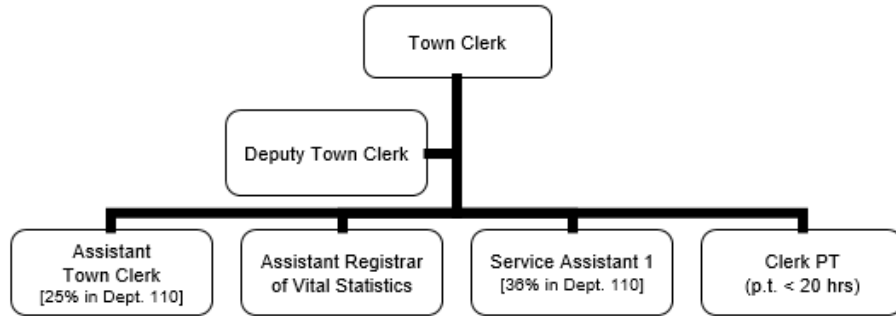 Town Clerk
Deputy Town Clerk
Assistant
Town Clerk
[25% in Dept. 110]
Assistant Registrar
of Vital Statistics
Service Assistant 1
[36% in Dept. 110]
Clerk PT
(p.t. < 20 hrs)